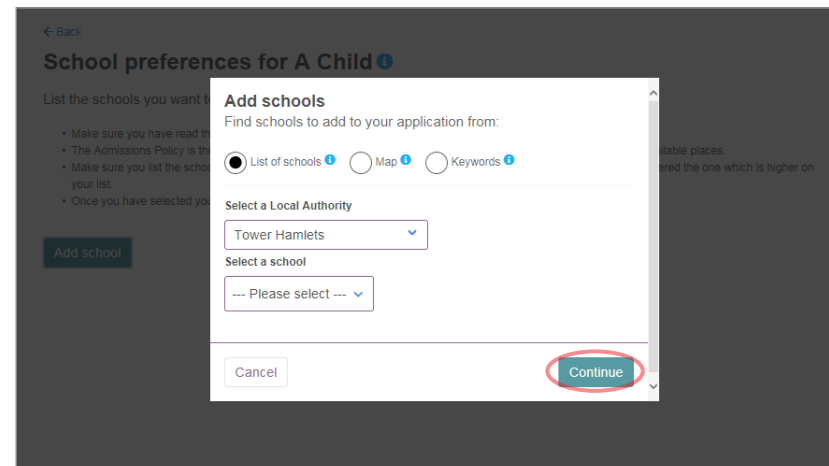 ← Back
School preferences for A Child
List the schools you want t
• Make sure you have read th
• The Admissions Policy is the
ilable places.
• Make sure you list the schoo
ered the one which is higher on
your list.
• Once you have selected you
Add school
Add schools
Find schools to add to your application from:
List of schools Map Keywords
Select a Local Authority
Tower Hamlets
Select a school
--- Please select ---
Cancel
Continue